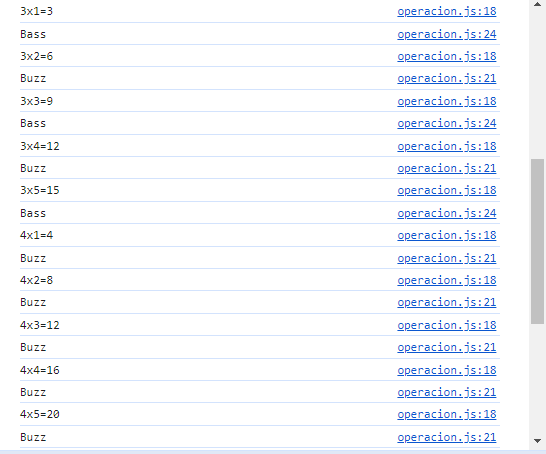 3x1=3 operacion.js:18
Bass operacion.js:24
3x2=6 operacion.js:18
Buzz operacion.js:21
3x3=9 operacion.js:18
Bass operacion.js:24
3x4=12 operacion.js:18
Buzz operacion.js:21
3x5=15 operacion.js:18
Bass operacion.js:24
4x1=4 operacion.js:18
Buzz operacion.js:21
4x2=8 operacion.js:18
Buzz operacion.js:21
4x3=12 operacion.js:18
Buzz operacion.js:21
4x4=16 operacion.js:18
Buzz operacion.js:21
4x5=20 operacion.js:18
Buzz operacion.js:21